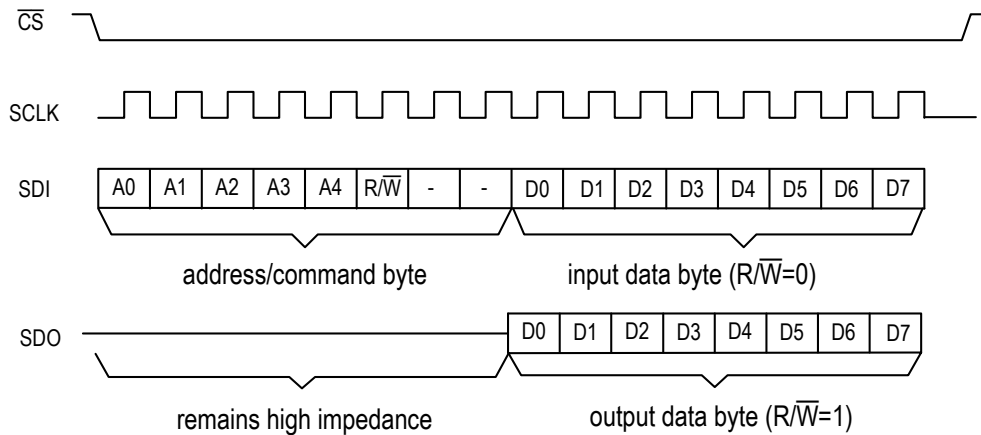 C̅S̅
SCLK
SDI A0 A1 A2 A3 A4 R/W̅ - - D0 D1 D2 D3 D4 D5 D6 D7
address/command byte input data byte (R/W̅=0)
SDO D0 D1 D2 D3 D4 D5 D6 D7
remains high impedance output data byte (R/W̅=1)